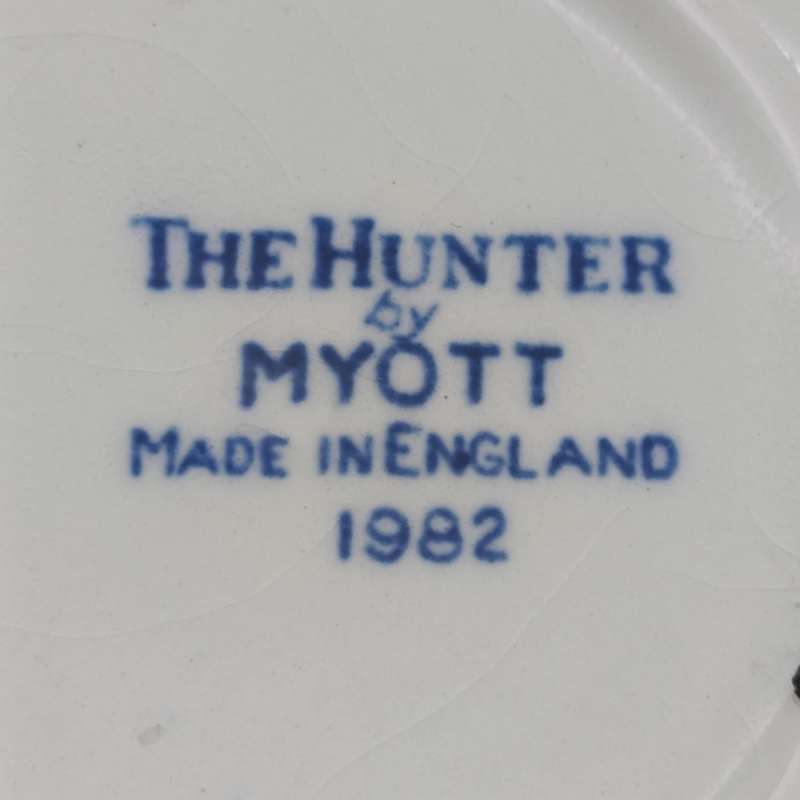 THE HUNTER
by
MYOTT
MADE IN ENGLAND
1982